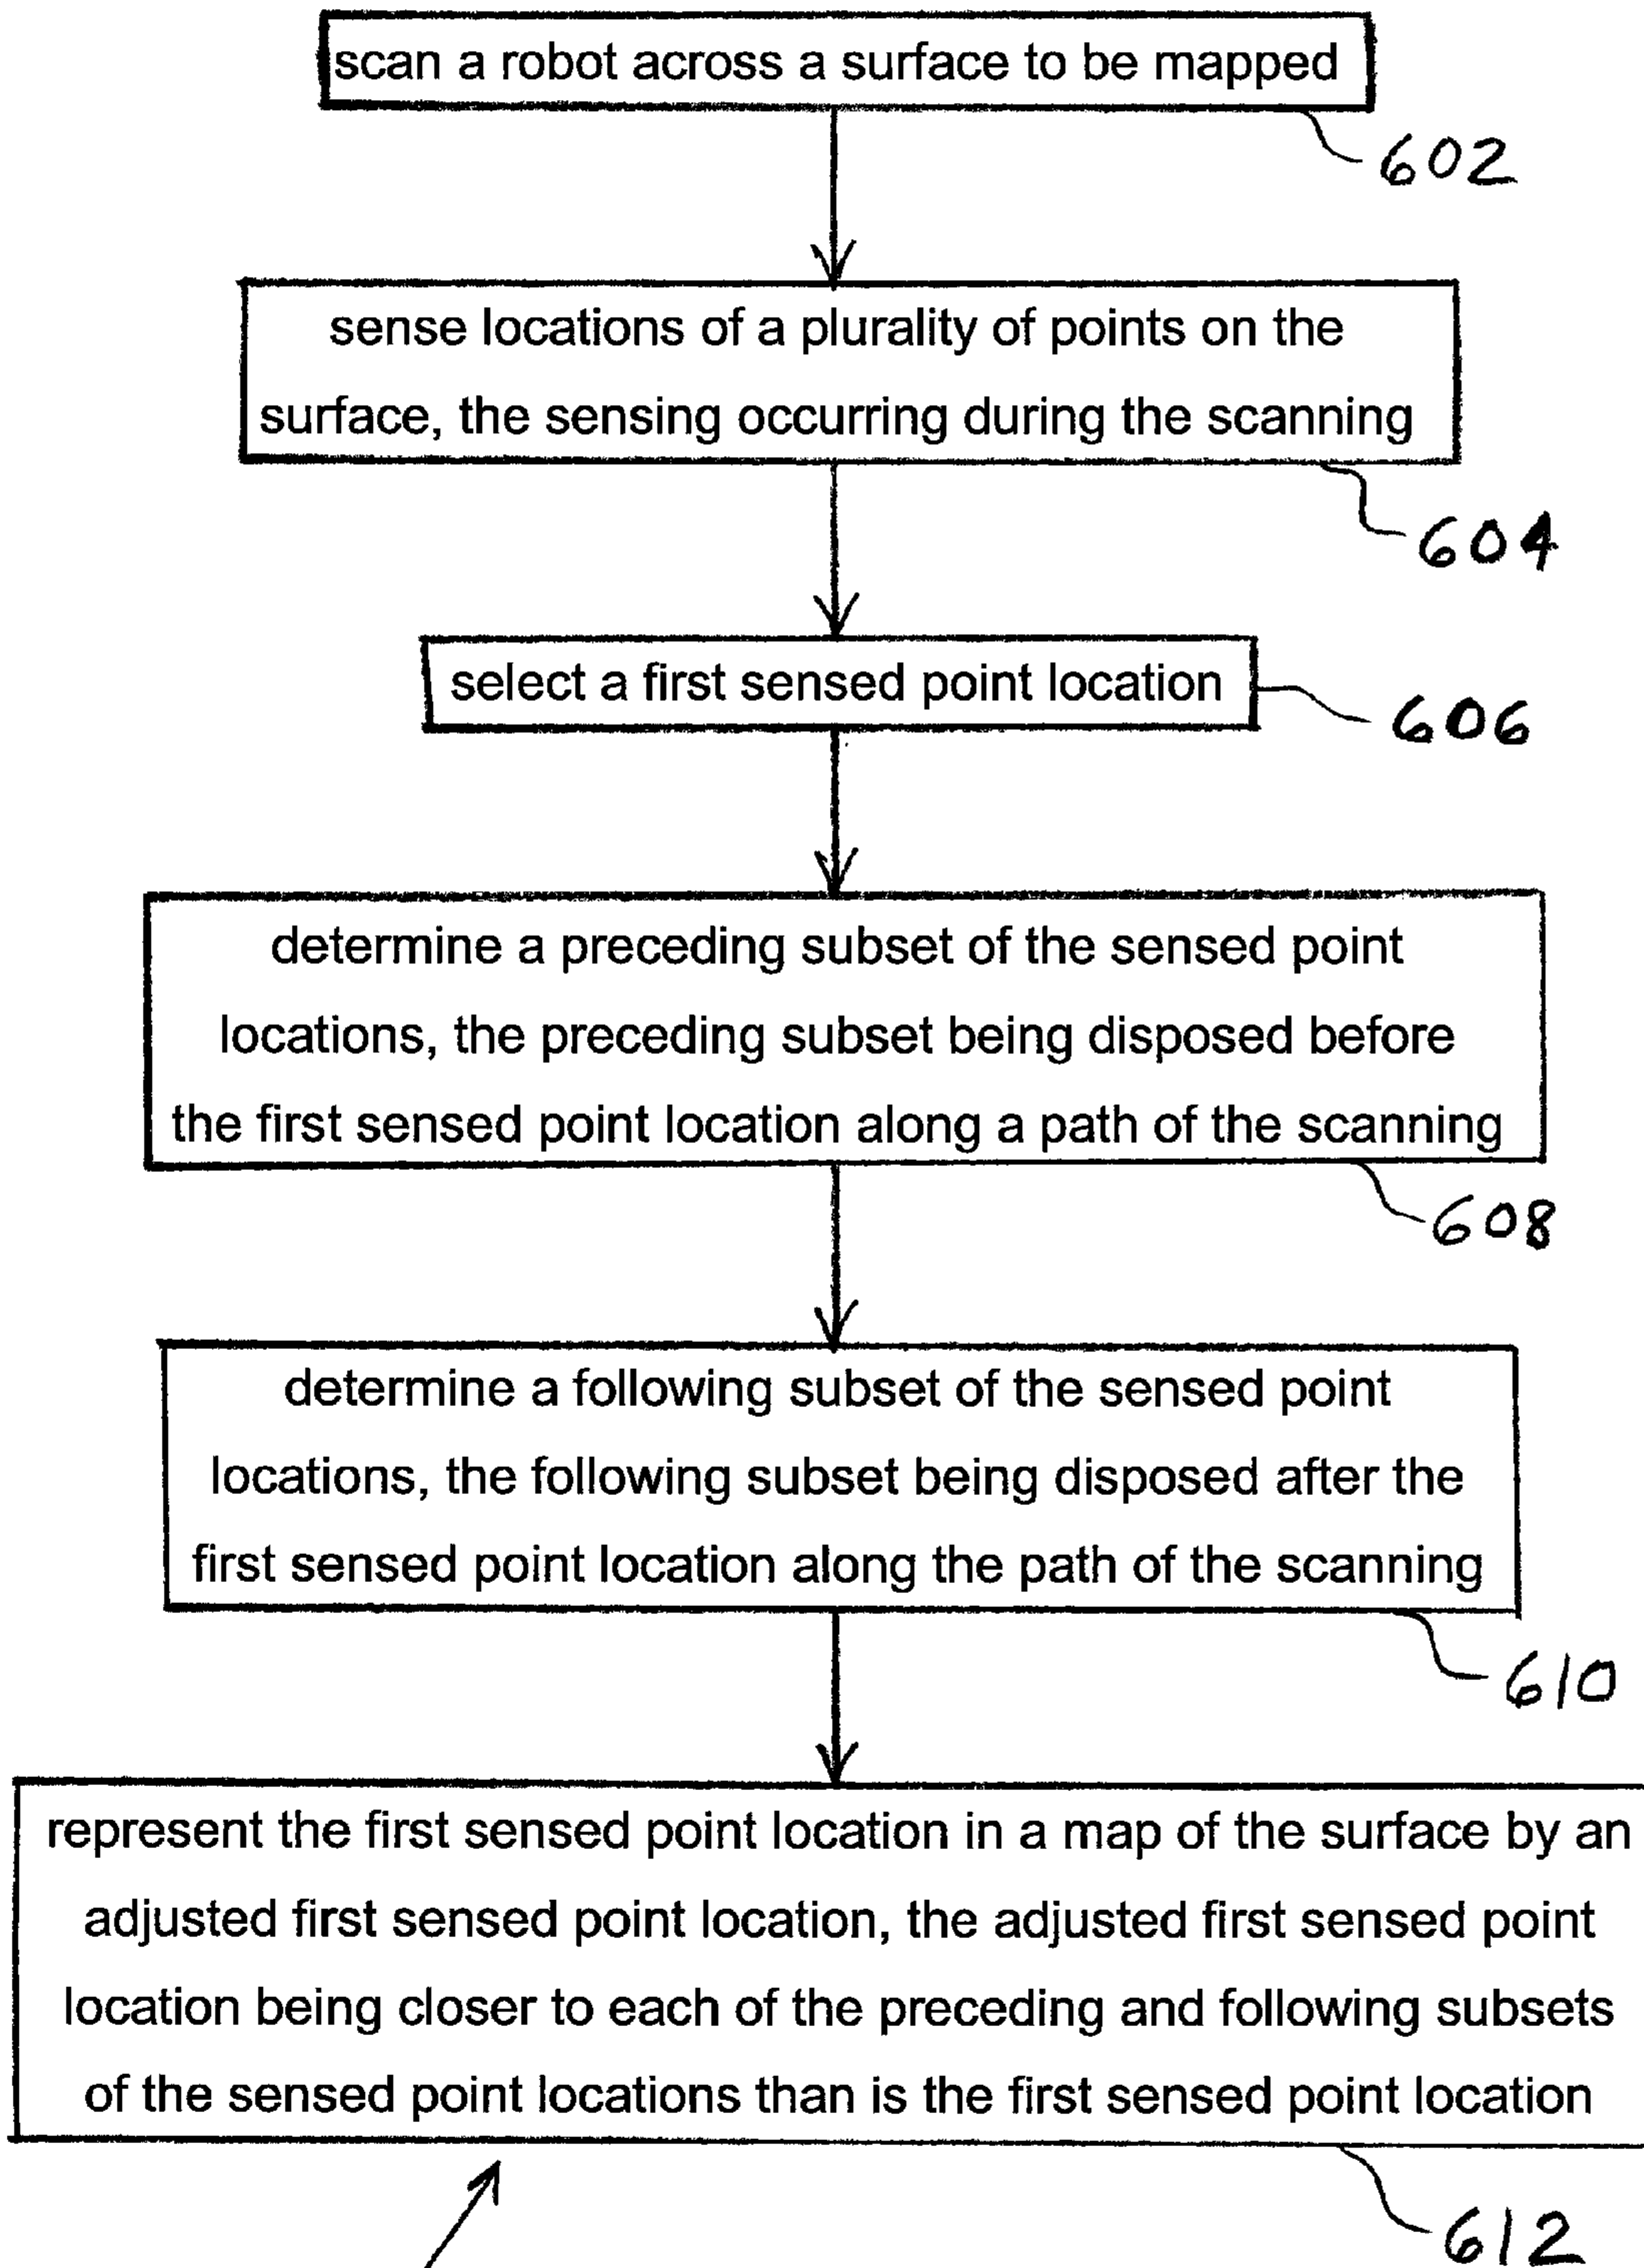 scan a robot across a surface to be mapped
602
sense locations of a plurality of points on the
surface, the sensing occurring during the scanning
604
select a first sensed point location
606
determine a preceding subset of the sensed point
locations, the preceding subset being disposed before
the first sensed point location along a path of the scanning
608
determine a following subset of the sensed point
locations, the following subset being disposed after the
first sensed point location along the path of the scanning
610
represent the first sensed point location in a map of the surface by an
adjusted first sensed point location, the adjusted first sensed point
location being closer to each of the preceding and following subsets
of the sensed point locations than is the first sensed point location
612